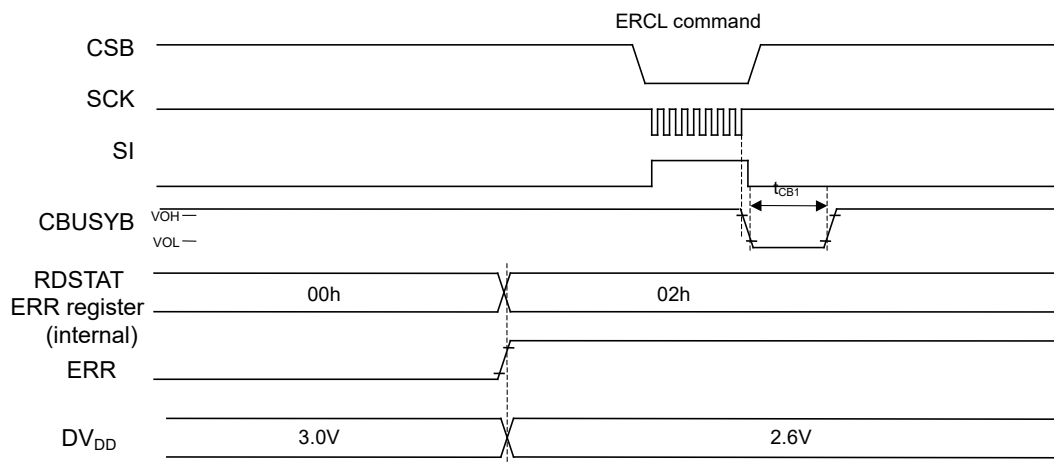 ERCL command
CSB
SCK
SI
tCB1
CBUSYB
VOH
VOL
RDSTAT
ERR register
(internal)
00h
02h
ERR
DVDD
3.0V
2.6V